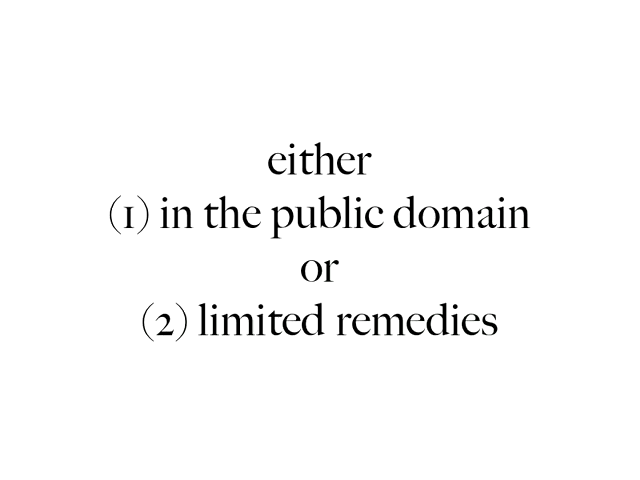 either
(1) in the public domain
or
(2) limited remedies